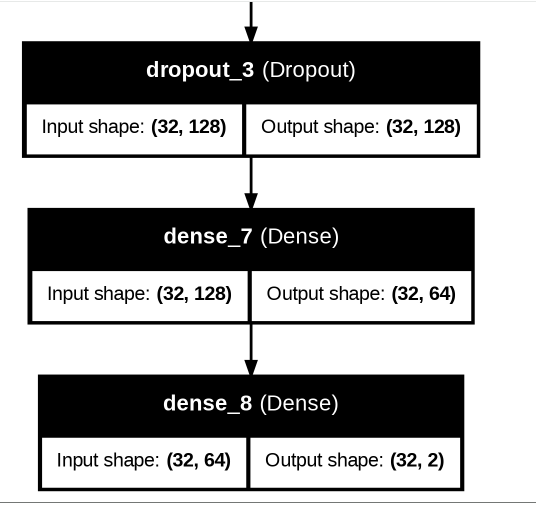 dropout_3 (Dropout)
Input shape: (32, 128) Output shape: (32, 128)
dense_7 (Dense)
Input shape: (32, 128) Output shape: (32, 64)
dense_8 (Dense)
Input shape: (32, 64) Output shape: (32, 2)